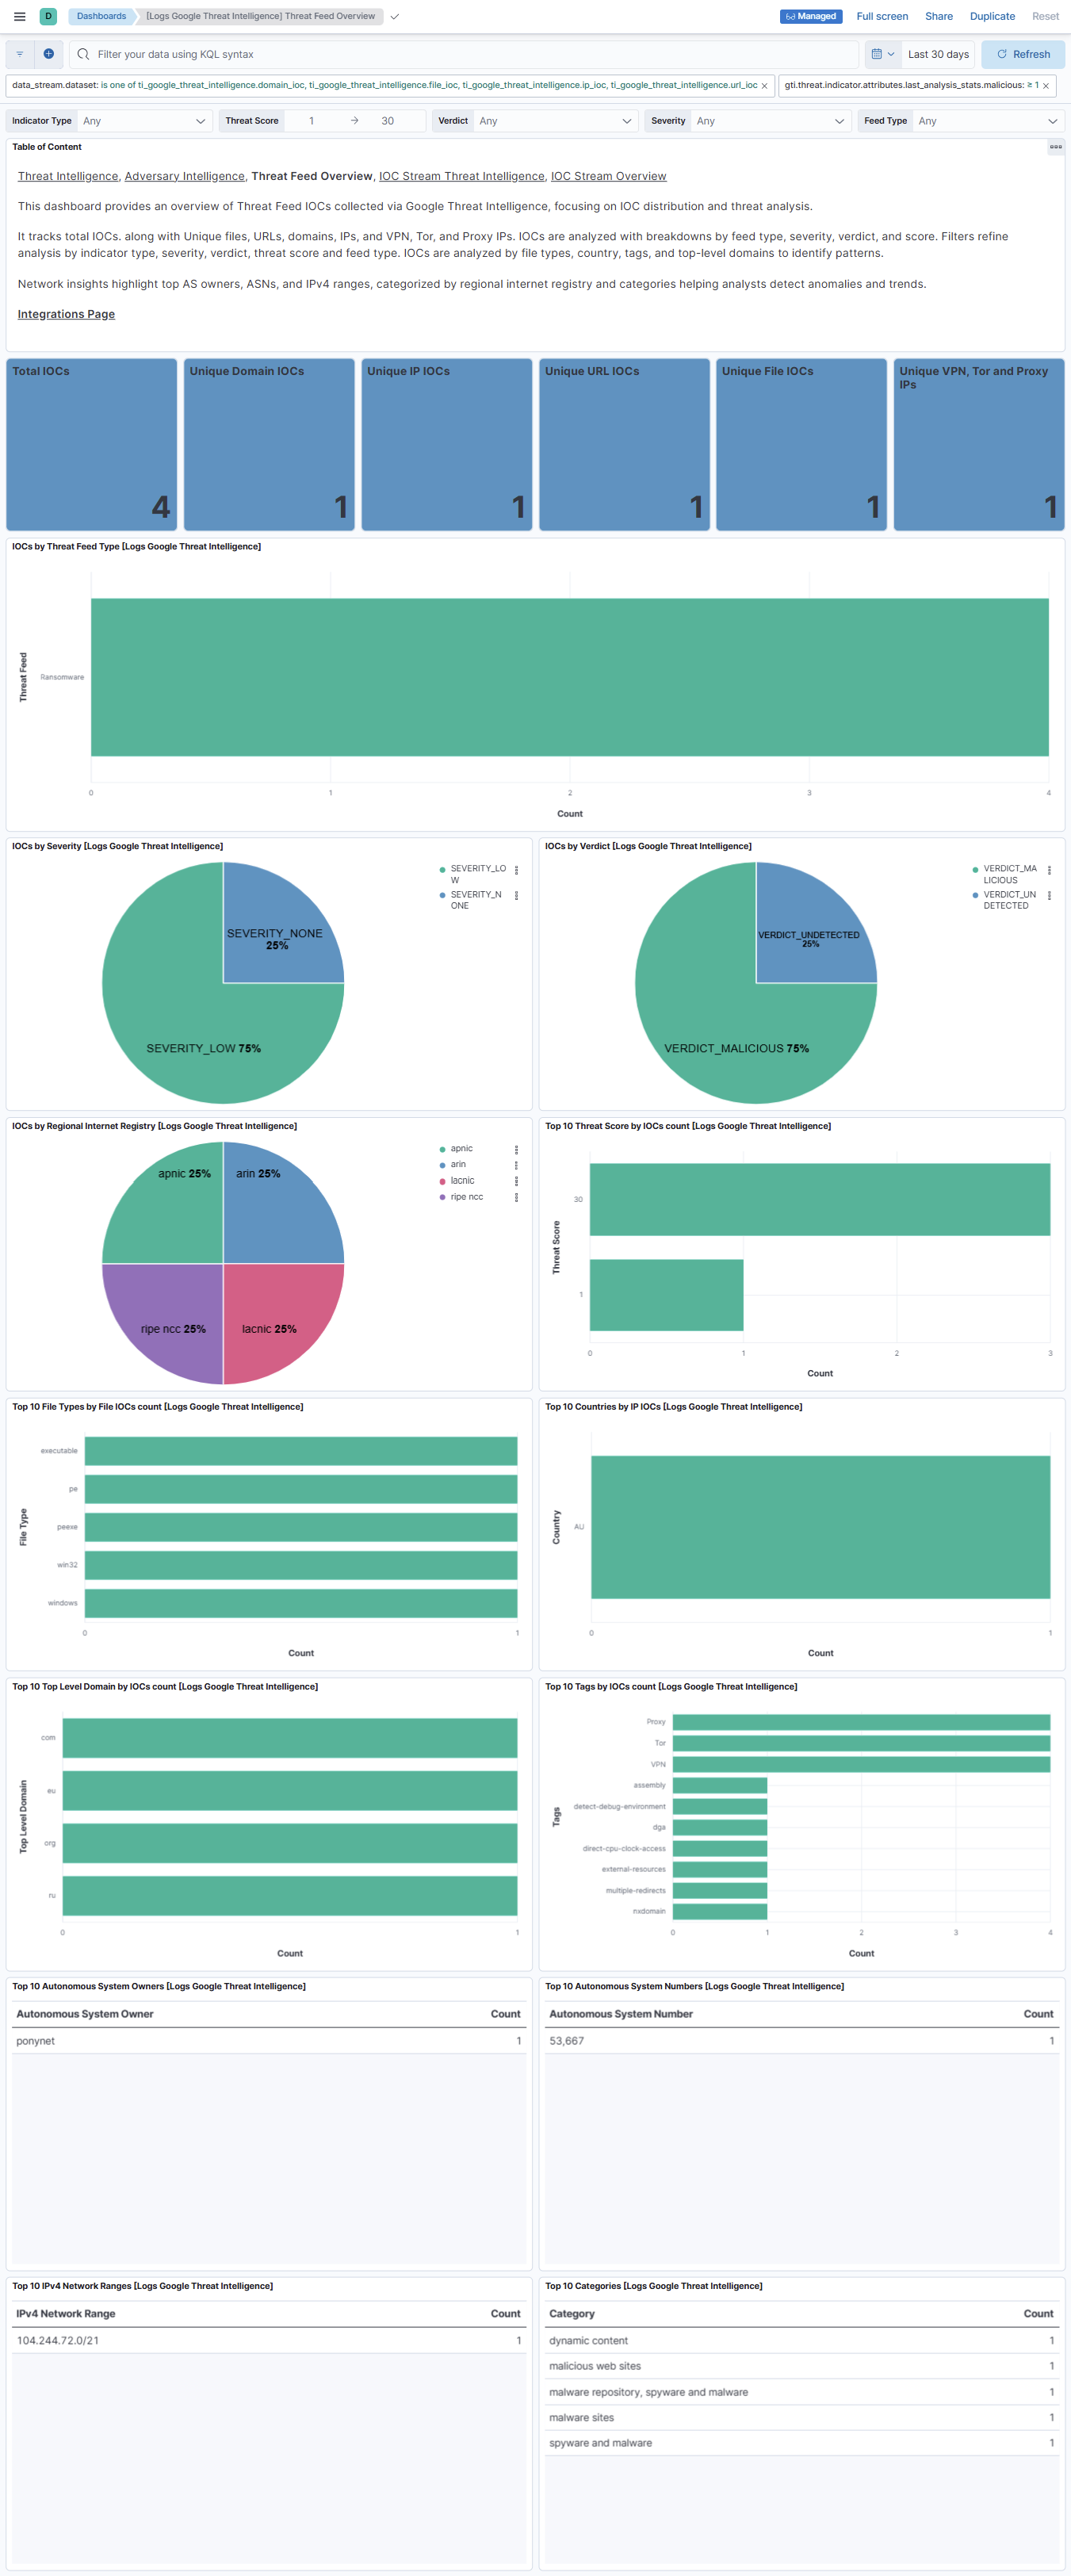 D
Dashboards
[Logs Google Threat Intelligence] Threat Feed Overview
Managed
Full screen
Share
Duplicate
Reset
Filter your data using KQL syntax
Last 30 days
Refresh
data_stream.dataset: is one of ti_google_threat_intelligence.domain_ioc, ti_google_threat_intelligence.file_ioc, ti_google_threat_intelligence.ip_ioc, ti_google_threat_intelligence.url_ioc
gti.threat.indicator.attributes.last_analysis_stats.malicious: ≥ 1
Indicator Type Any
Threat Score 1 → 30
Verdict Any
Severity Any
Feed Type Any
Table of Content
Threat Intelligence, Adversary Intelligence, Threat Feed Overview, IOC Stream Threat Intelligence, IOC Stream Overview
This dashboard provides an overview of Threat Feed IOCs collected via Google Threat Intelligence, focusing on IOC distribution and threat analysis.
It tracks total IOCs. along with Unique files, URLs, domains, IPs, and VPN, Tor, and Proxy IPs. IOCs are analyzed with breakdowns by feed type, severity, verdict, and score. Filters refine
analysis by indicator type, severity, verdict, threat score and feed type. IOCs are analyzed by file types, country, tags, and top-level domains to identify patterns.
Network insights highlight top AS owners, ASNs, and IPv4 ranges, categorized by regional internet registry and categories helping analysts detect anomalies and trends.
Integrations Page
Total IOCs
4
Unique Domain IOCs
1
Unique IP IOCs
1
Unique URL IOCs
1
Unique File IOCs
1
Unique VPN, Tor and Proxy
IPs
1
IOCs by Threat Feed Type [Logs Google Threat Intelligence]
Threat Feed
Ransomware
0 1 2 3 4
Count
IOCs by Severity [Logs Google Threat Intelligence]
SEVERITY_NONE
25%
SEVERITY_LOW 75%
SEVERITY_LO
W
SEVERITY_N
ONE
IOCs by Verdict [Logs Google Threat Intelligence]
VERDICT_UNDETECTED
25%
VERDICT_MALICIOUS 75%
VERDICT_MA
LICIOUS
VERDICT_UN
DETECTED
IOCs by Regional Internet Registry [Logs Google Threat Intelligence]
apnic 25%
arin 25%
ripe ncc 25%
lacnic 25%
apnic
arin
lacnic
ripe ncc
Top 10 Threat Score by IOCs count [Logs Google Threat Intelligence]
Threat Score
30
1
0 1 2 3
Count
Top 10 File Types by File IOCs count [Logs Google Threat Intelligence]
File Type
executable
pe
peexe
win32
windows
0 1
Count
Top 10 Countries by IP IOCs [Logs Google Threat Intelligence]
Country
AU
0 1
Count
Top 10 Top Level Domain by IOCs count [Logs Google Threat Intelligence]
Top Level Domain
com
eu
org
ru
0 1
Count
Top 10 Tags by IOCs count [Logs Google Threat Intelligence]
Tags
Proxy
Tor
VPN
assembly
detect-debug-environment
dga
direct-cpu-clock-access
external-resources
multiple-redirects
nxdomain
0 1 2 3 4
Count
Top 10 Autonomous System Owners [Logs Google Threat Intelligence]
Autonomous System Owner Count
ponynet 1
Top 10 Autonomous System Numbers [Logs Google Threat Intelligence]
Autonomous System Number Count
53,667 1
Top 10 IPv4 Network Ranges [Logs Google Threat Intelligence]
IPv4 Network Range Count
104.244.72.0/21 1
Top 10 Categories [Logs Google Threat Intelligence]
Category Count
dynamic content 1
malicious web sites 1
malware repository, spyware and malware 1
malware sites 1
spyware and malware 1